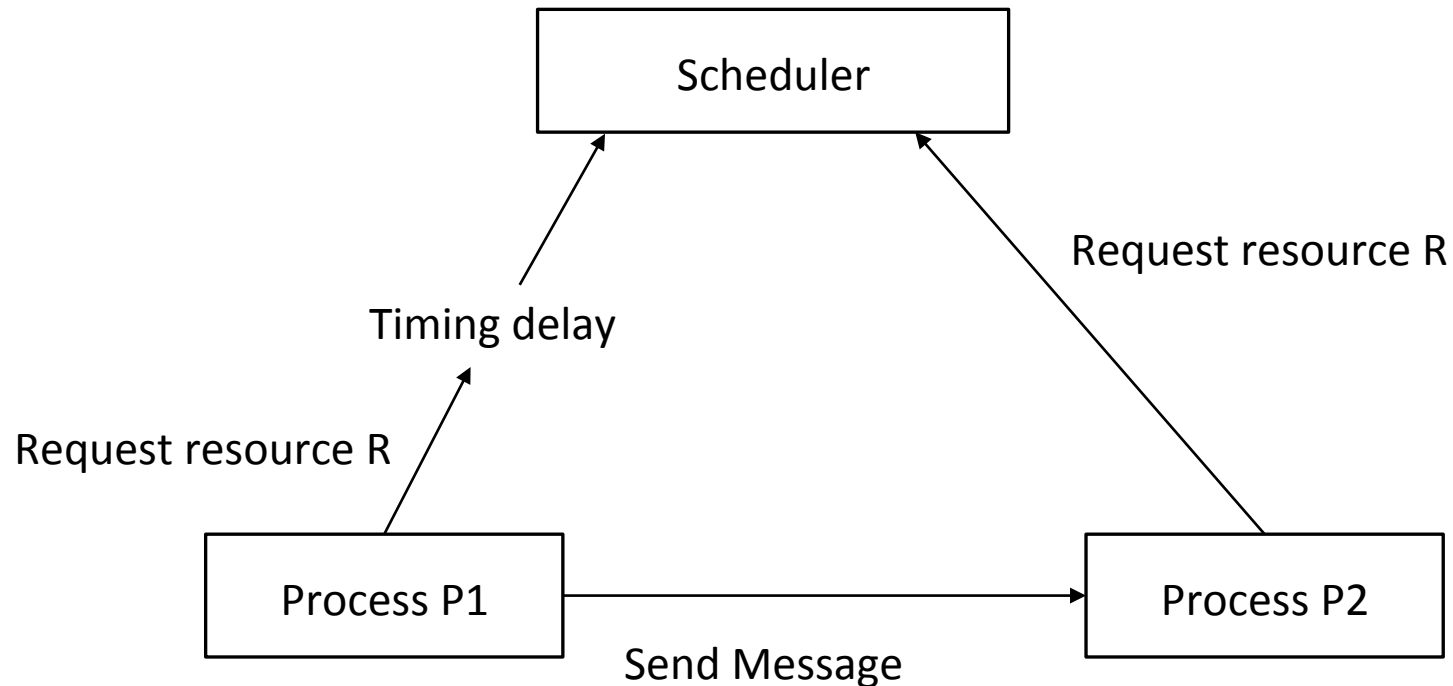 Scheduler
Request resource R
Timing delay
Request resource R
Process P1
Process P2
Send Message